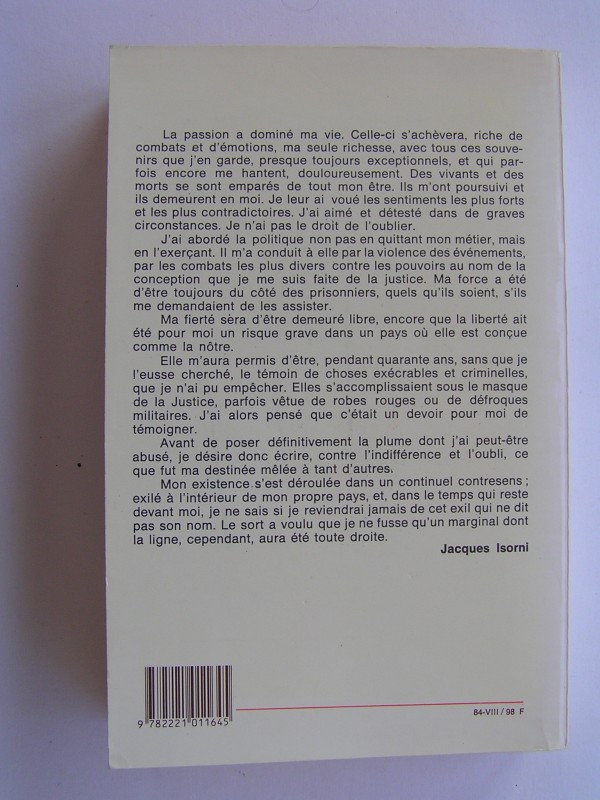 La passion a dominé ma vie. Celle-ci s'achèvera, riche de
combats et d'émotions, ma seule richesse, avec tous ces souve-
nirs que j'en garde, presque toujours exceptionnels, et qui par-
fois encore me hantent, douloureusement. Des vivants et des
morts se sont emparés de tout mon être. Ils m'ont poursuivi et
ils demeurent en moi. Je leur ai voué les sentiments les plus forts
et les plus contradictoires. J'ai aimé et détesté dans de graves
circonstances. Je n'ai pas le droit de l'oublier.
J'ai abordé la politique non pas en quittant mon métier, mais
en l'exerçant. Il m'a conduit à elle par la violence des événements,
par les combats les plus divers contre les pouvoirs au nom de la
conception que je me suis faite de la justice. Ma force a été
d'être toujours du côté des prisonniers, quels qu'ils soient, s'ils
me demandaient de les assister.
Ma fierté sera d'être demeuré libre, encore que la liberté ait
été pour moi un risque grave dans un pays où elle est conçue
comme la nôtre.
Elle m'aura permis d'être, pendant quarante ans, sans que je
l'eusse cherché, le témoin de choses exécrables et criminelles,
que je n'ai pu empêcher. Elles s'accomplissaient sous le masque
de la Justice, parfois vêtue de robes rouges ou de défroques
militaires. J'ai alors pensé que c'était un devoir pour moi de
témoigner.
Avant de poser définitivement la plume dont j'ai peut-être
abusé, je désire donc écrire, contre l'indifférence et l'oubli, ce
que fut ma destinée mêlée à tant d'autres.
Mon existence s'est déroulée dans un continuel contresens ;
exilé à l'intérieur de mon propre pays, et, dans le temps qui reste
devant moi, je ne sais si je reviendrai jamais de cet exil qui ne dit
pas son nom. Le sort a voulu que je ne fusse qu'un marginal dont
la ligne, cependant, aura été toute droite.
Jacques Isorni
9 782221 011645
84-VIII / 98 F